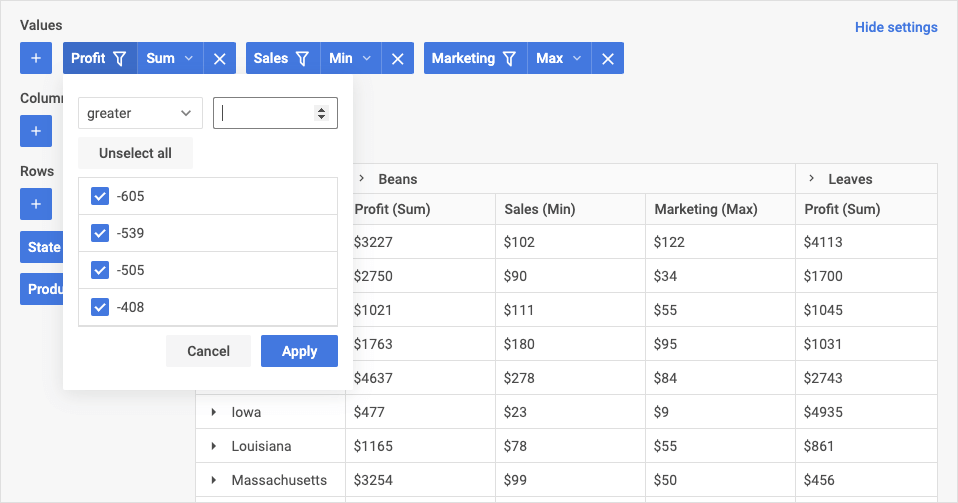 Values
Hide settings
+ Profit Sum Sales Min Marketing Max
Colum
+
greater
Unselect all
Rows
+
-605
-539
-505
-408
State
Produ
Cancel Apply
Beans Leaves
Profit (Sum) Sales (Min) Marketing (Max) Profit (Sum)
$3227 $102 $122 $4113
$2750 $90 $34 $1700
$1021 $111 $55 $1045
$1763 $180 $95 $1031
$4637 $278 $84 $2743
Iowa $477 $23 $9 $4935
Louisiana $1165 $78 $55 $861
Massachusetts $3254 $99 $50 $456